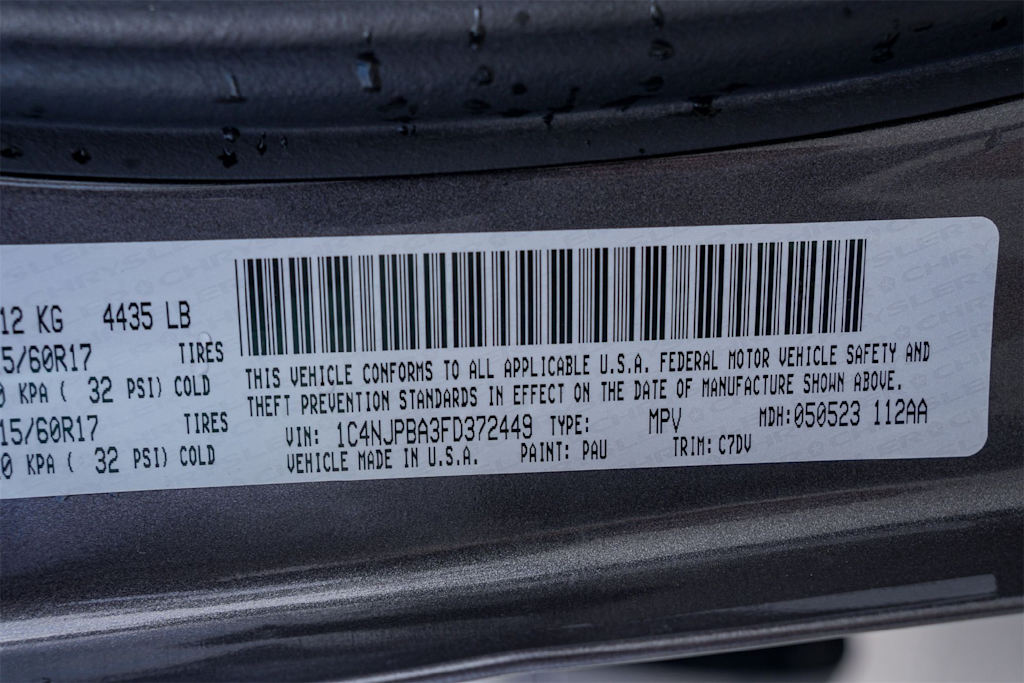 12 KG 4435 LB
5/60R17 TIRES
0 KPA ( 32 PSI) COLD
15/60R17 TIRES
0 KPA ( 32 PSI) COLD
THIS VEHICLE CONFORMS TO ALL APPLICABLE U.S.A. FEDERAL MOTOR VEHICLE SAFETY AND
THEFT PREVENTION STANDARDS IN EFFECT ON THE DATE OF MANUFACTURE SHOWN ABOVE.
VIN: 1C4NJPBA3FD372449 TYPE: MPV MDH:050523 112AA
VEHICLE MADE IN U.S.A. PAINT: PAU TRIM: C7DV